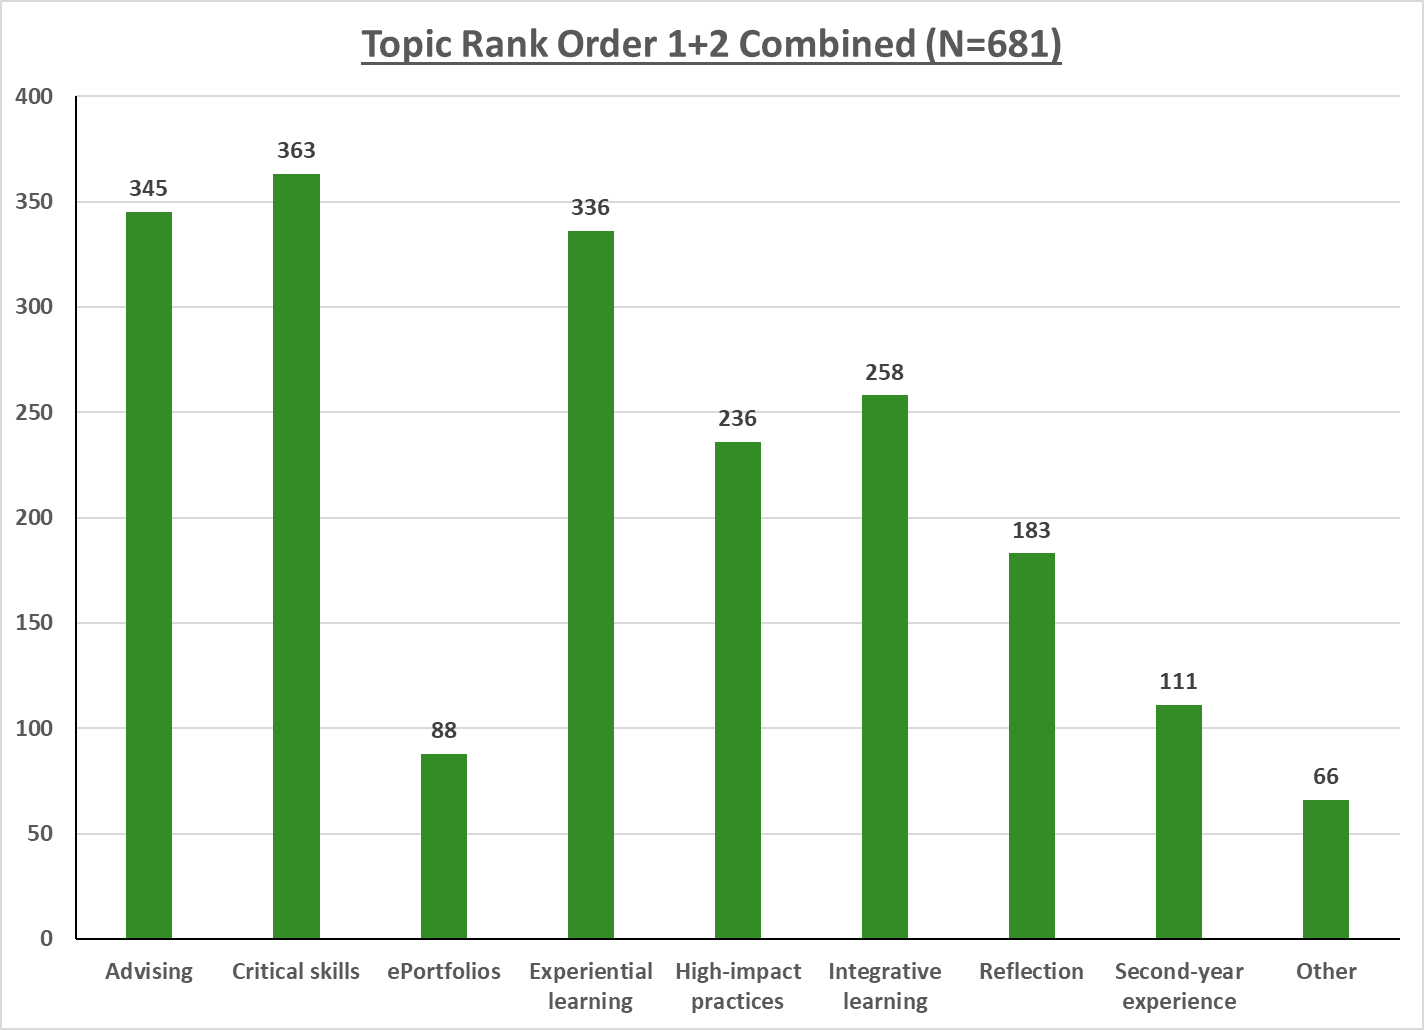 Topic Rank Order 1+2 Combined (N=681)
400
350
300
250
200
150
100
50
0
345
363
88
336
236
258
183
111
66
Advising
Critical skills
ePortfolios
Experiential
learning
High-impact
practices
Integrative
learning
Reflection
Second-year
experience
Other